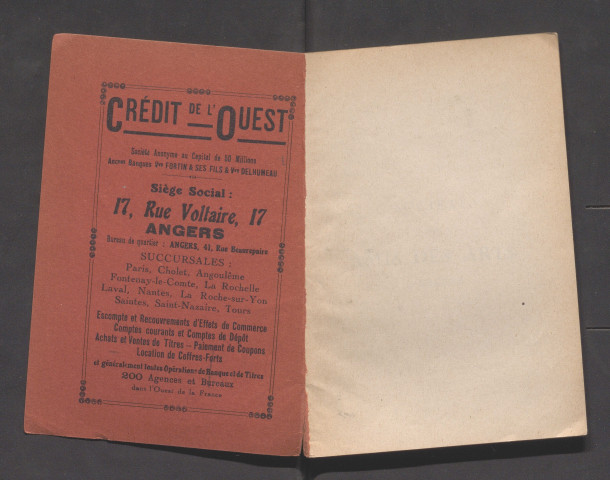 CRÉDIT DE L'OUEST
Société Anonyme au Capital de 50 Millions
Ancnes Banques Vve FORTIN & SES FILS & Vve DELHUMEAU
Siège Social :
17, Rue Voltaire, 17
ANGERS
Bureau de quartier : ANGERS, 41, Rue Beaurepaire
SUCCURSALES :
Paris, Cholet, Angoulême
Fontenay-le-Comte, La Rochelle
Laval, Nantes, La Roche-sur-Yon
Saintes, Saint-Nazaire, Tours
Escompte et Recouvrements d'Effets de Commerce
Comptes courants et Comptes de Dépôt
Achats et Ventes de Titres – Paiement de Coupons
Location de Coffres-Forts
et généralement toutes Opérations de Banque et de Titres
200 Agences et Bureaux
dans l'Ouest de la France